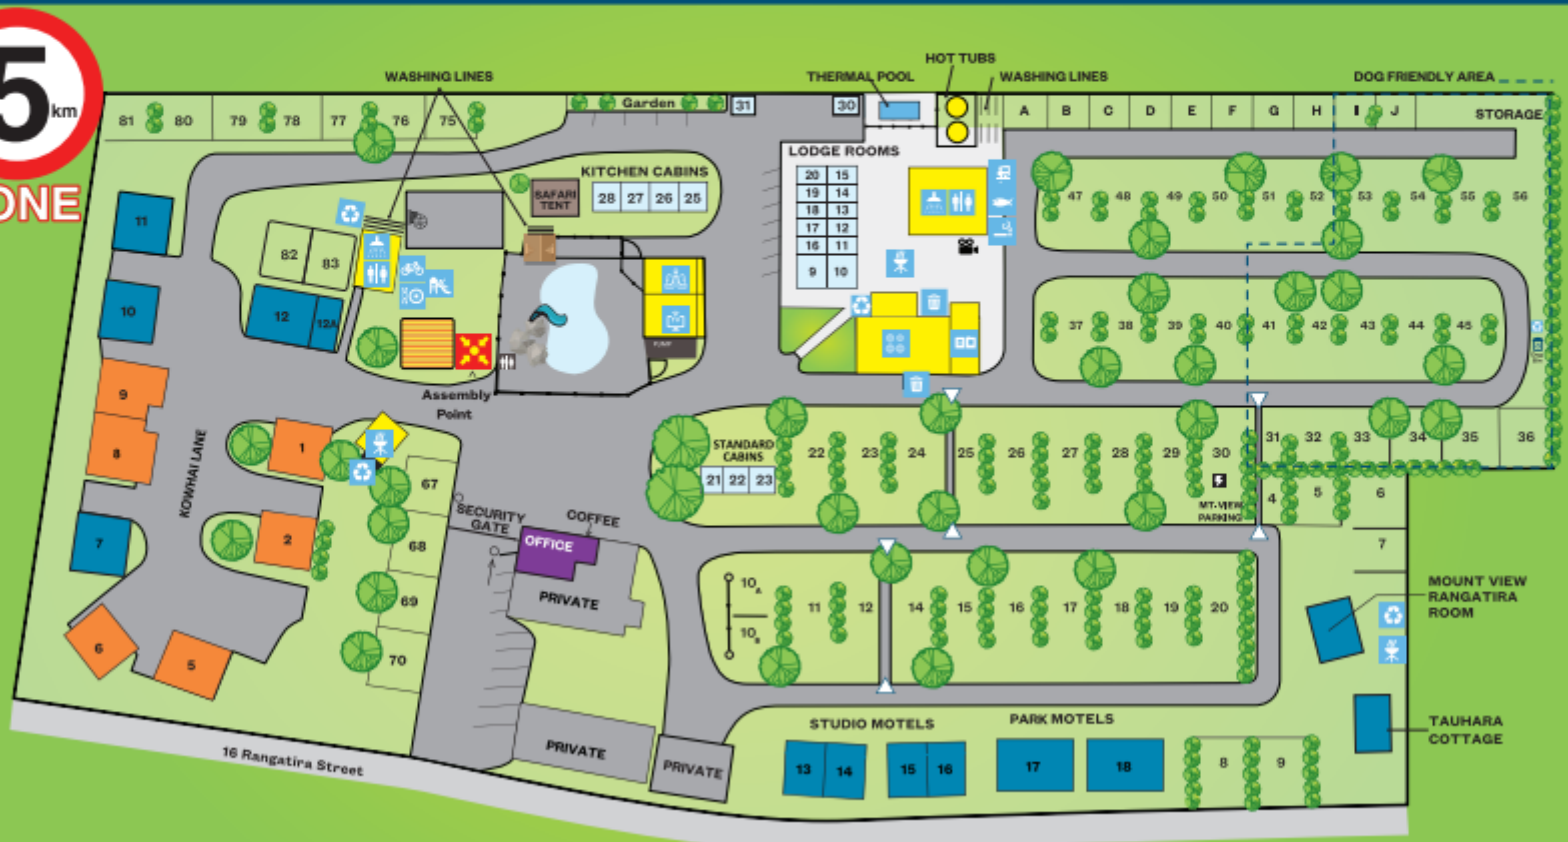 5 km
ONE
WASHING LINES
THERMAL POOL
HOT TUBS
WASHING LINES
DOG FRIENDLY AREA
81 80 79 78 77 76 75
Garden
31
30
A B C D E F G H I J
STORAGE
LODGE ROOMS
20 15
19 14
18 13
17 12
16 11
9 10
KITCHEN CABINS
28 27 26 25
SAFARI
TENT
47 48 49 50 51 52 53 54 55 56
11
82 83
10
12 12A
37 38 39 40 41 42 43 44 45
PUMP
Assembly
Point
9
8
1
KOWHAI LANE
STANDARD
CABINS
21 22 23
22 23 24 25 26 27 28 29 30
31 32 33 34 35 36
MT-VIEW
PARKING
4 5 6
7
67
68
69
70
SECURITY
GATE
COFFEE
OFFICE
PRIVATE
7
2
6
5
10A
10B
11 12 14 15 16 17 18 19 20
MOUNT VIEW
RANGATIRA
ROOM
TAUHARA
COTTAGE
STUDIO MOTELS
PARK MOTELS
13 14 15 16 17 18
8 9
PRIVATE
PRIVATE
16 Rangatira Street